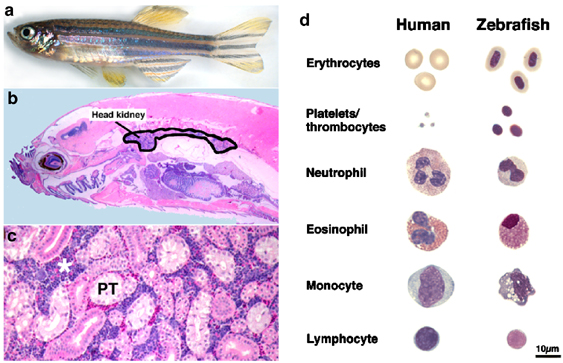 a
b
Head kidney
c
*
PT
d
Human Zebrafish
Erythrocytes
Platelets/
thrombocytes
Neutrophil
Eosinophil
Monocyte
Lymphocyte
10µm